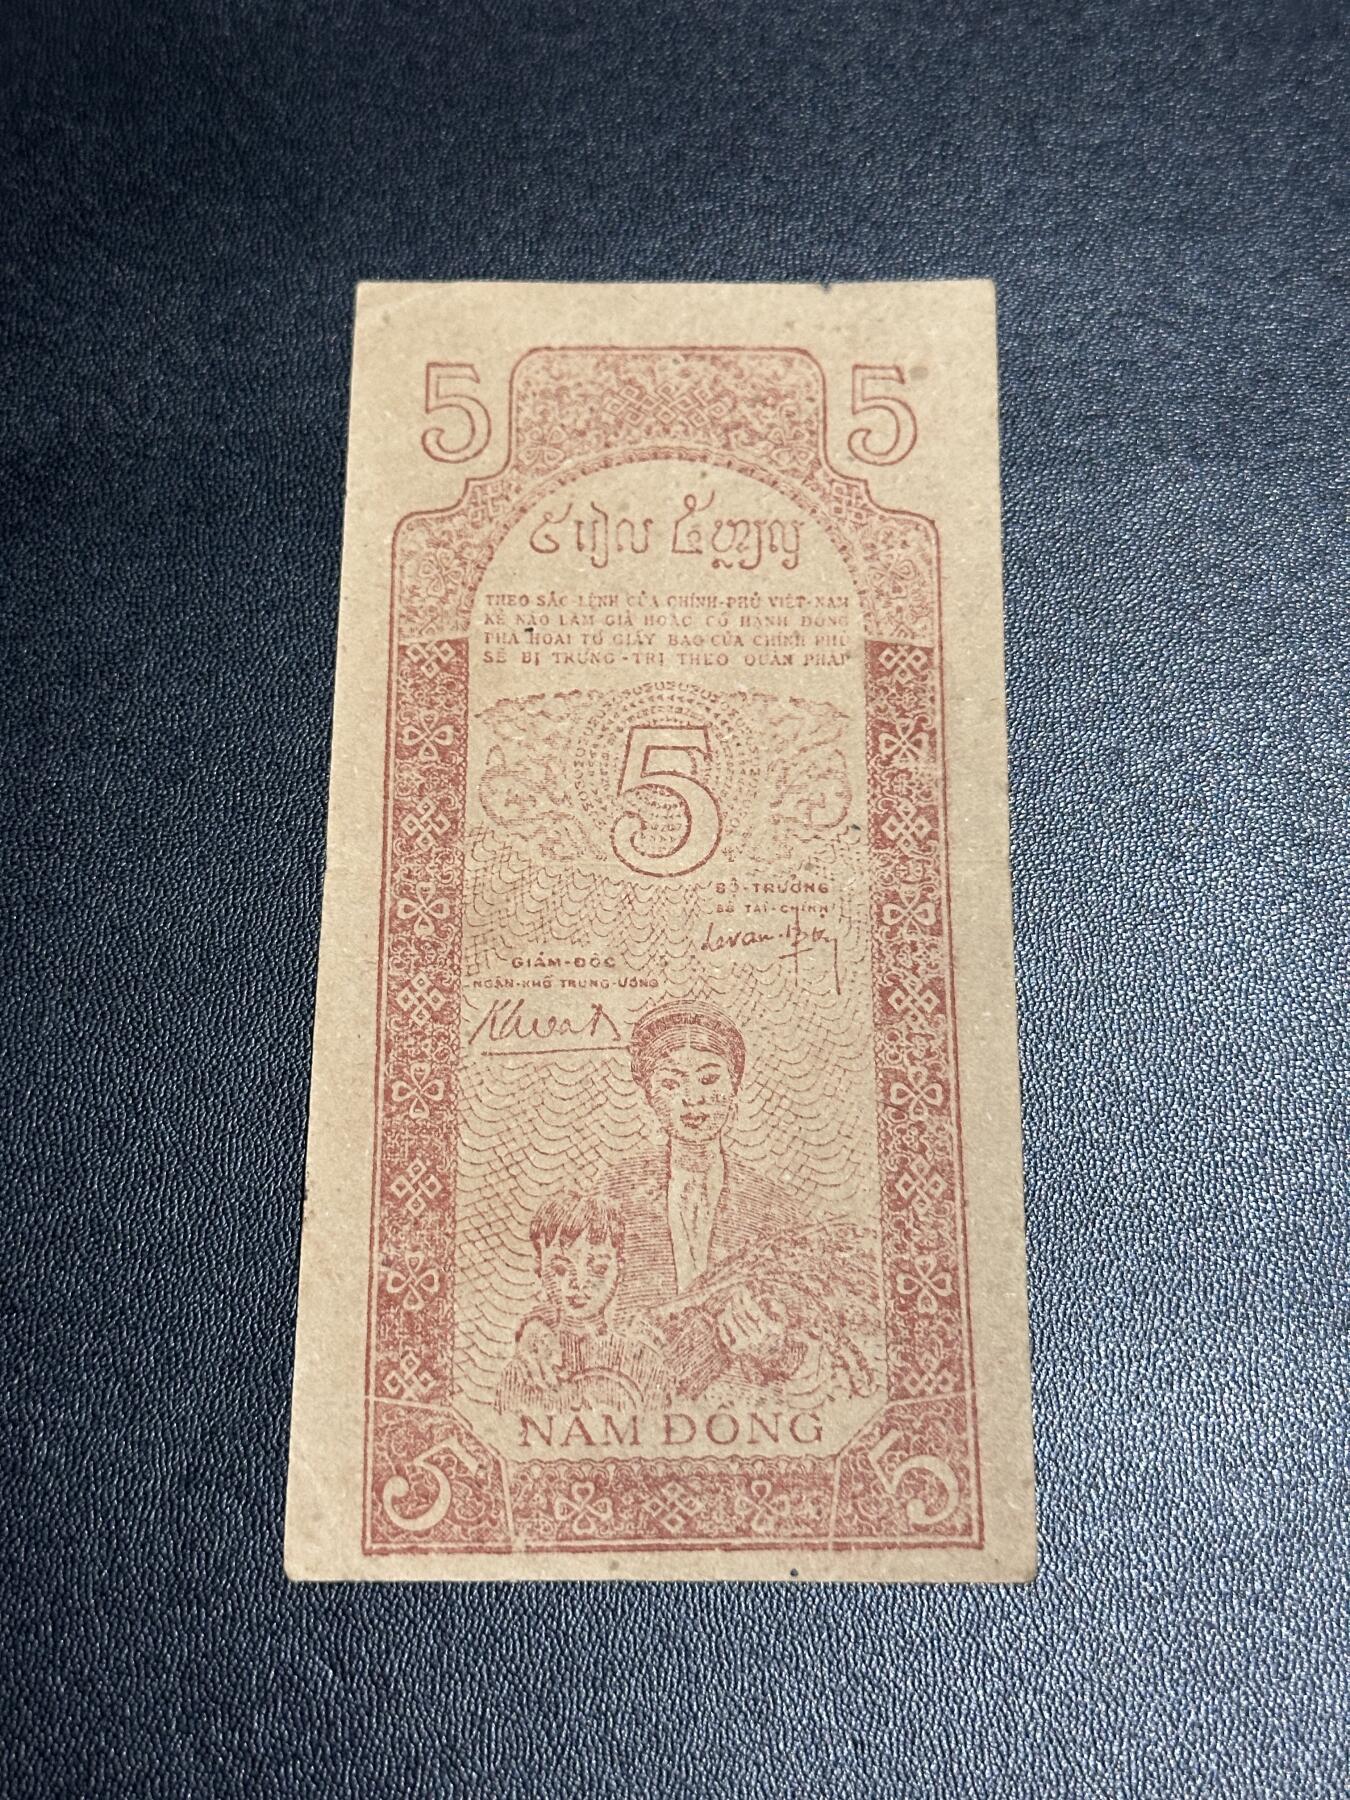 5 5
THEO SẮC-LỆNH CỦA CHÍNH-PHỦ VIỆT-NAM
KẺ NÀO LÀM GIẢ HOẶC CÓ HÀNH ĐỘNG
PHÁ HOẠI TỜ GIẤY BẠC CỦA CHÍNH PHỦ
SẼ BỊ TRỪNG-TRỊ THEO QUÂN PHÁP
5
BỘ-TRƯỞNG
BỘ TÀI-CHÍNH
GIÁM-ĐỐC
NGÂN-KHỐ TRUNG-ƯƠNG
NĂM ĐỒNG
5 5